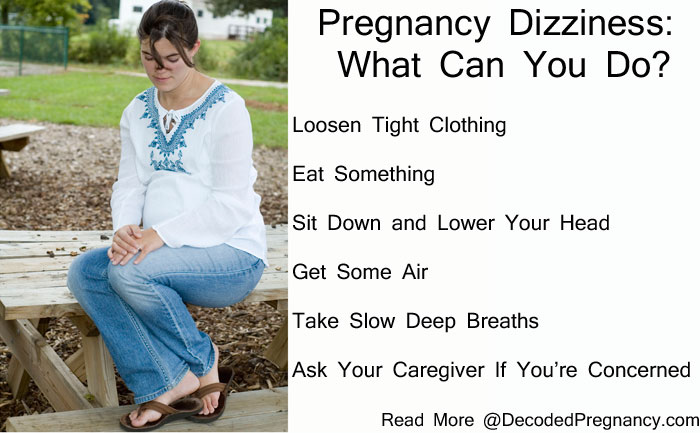 Pregnancy Dizziness:
What Can You Do?
Loosen Tight Clothing
Eat Something
Sit Down and Lower Your Head
Get Some Air
Take Slow Deep Breaths
Ask Your Caregiver If You're Concerned
Read More @DecodedPregnancy.com